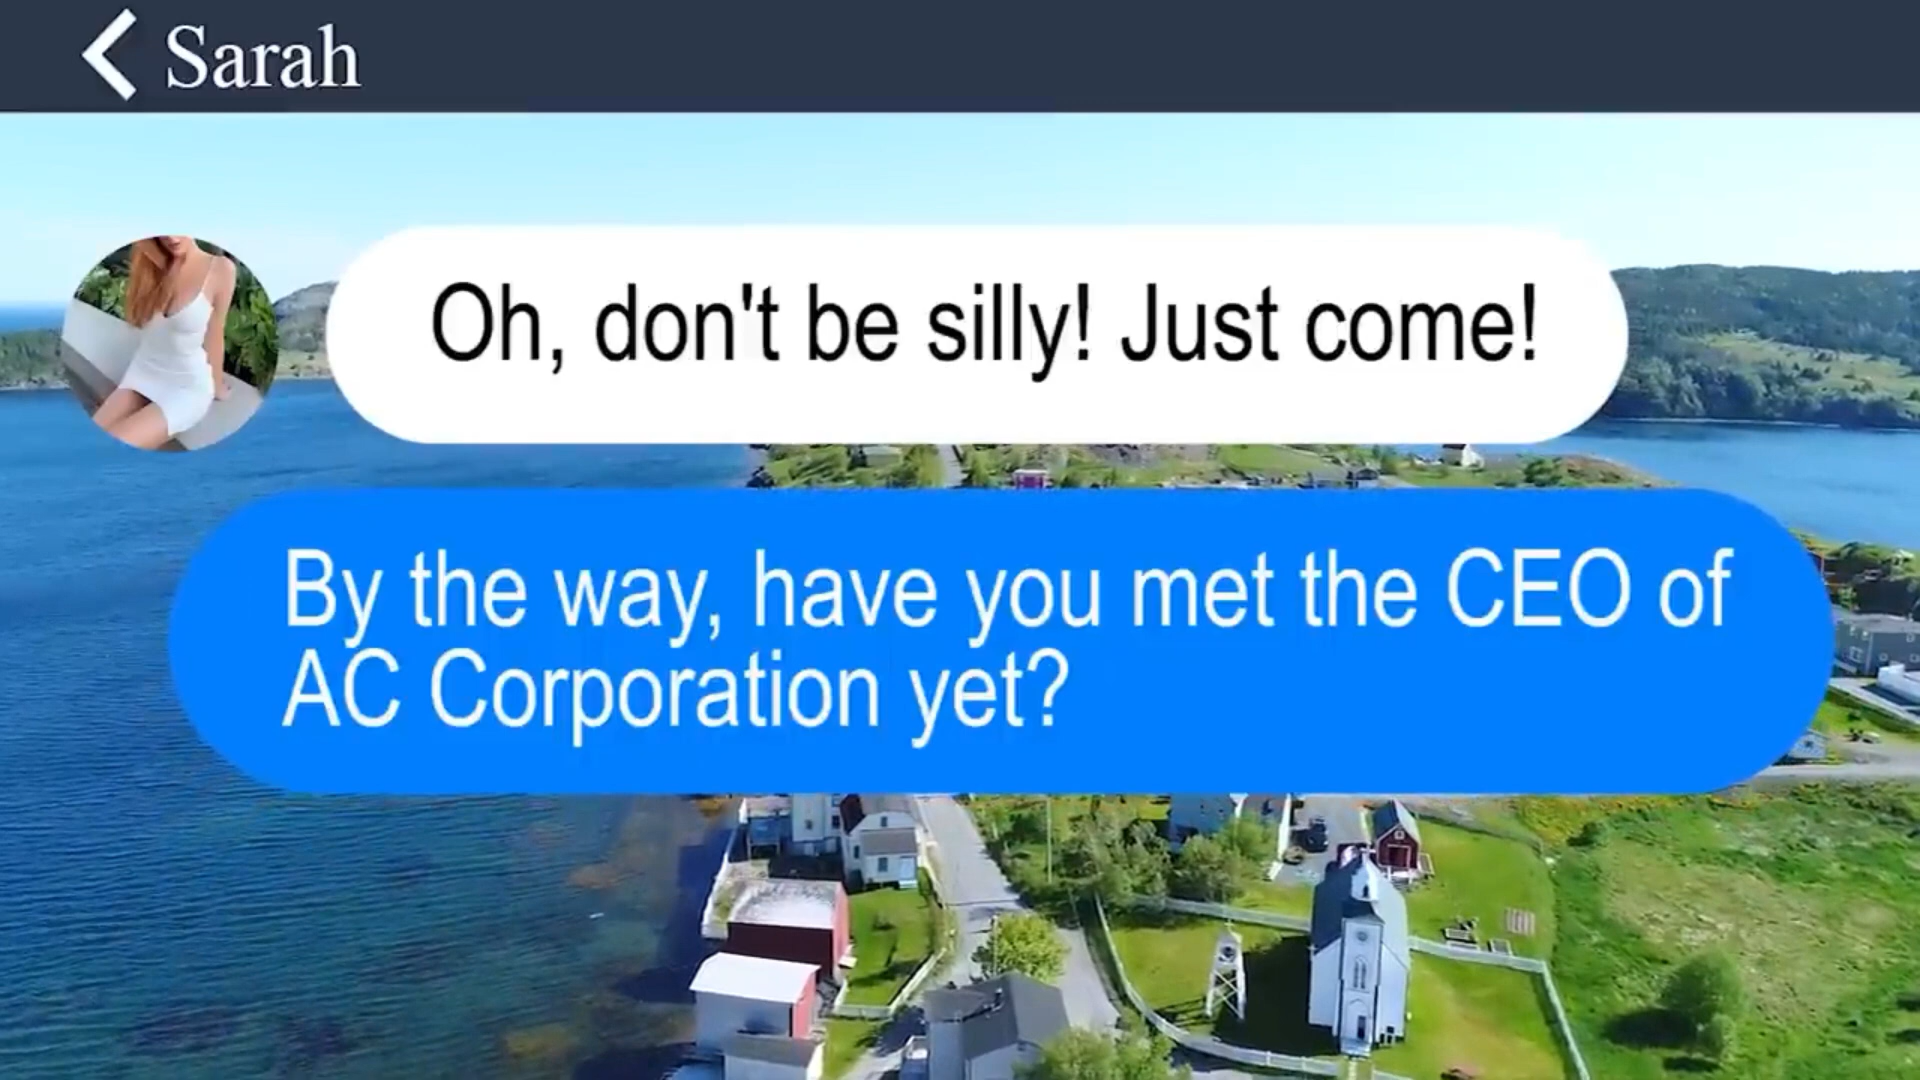 Sarah
Oh, don't be silly! Just come!
By the way, have you met the CEO of
AC Corporation yet?